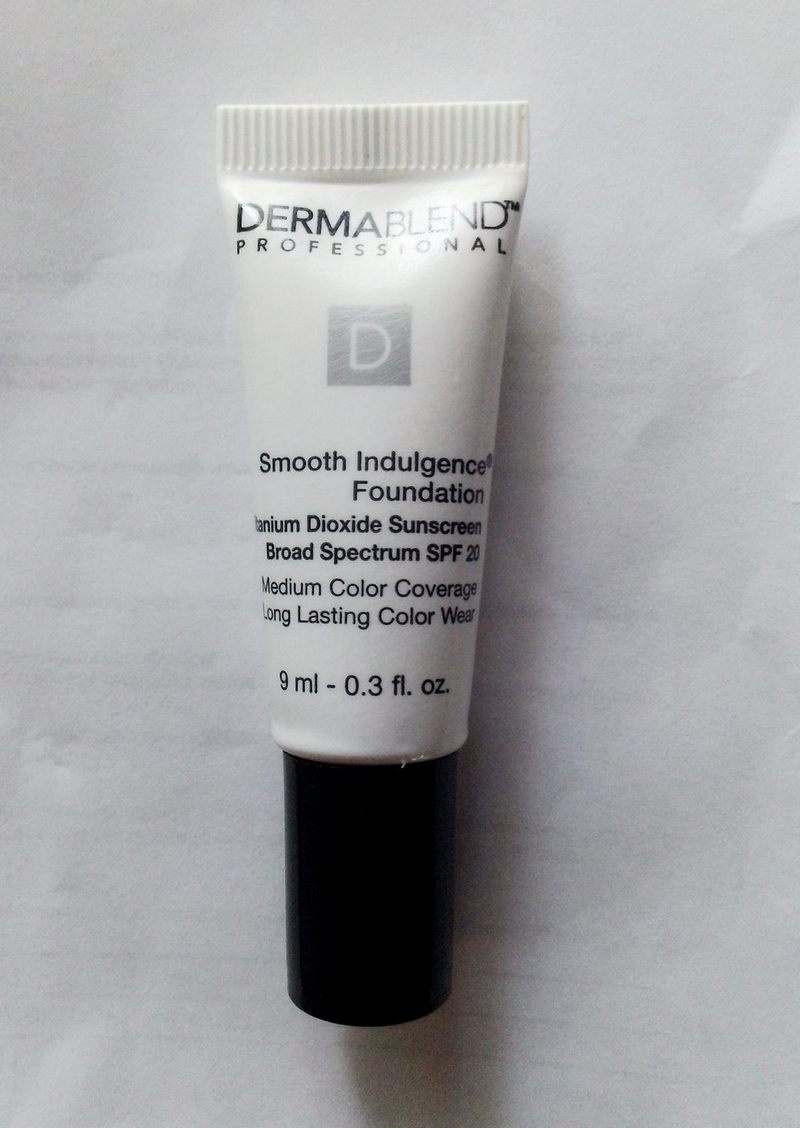 DERMABLEND™
PROFESSIONAL
D
Smooth Indulgence®
Foundation
tanium Dioxide Sunscreen
Broad Spectrum SPF 20
Medium Color Coverage
Long Lasting Color Wear
9 ml - 0.3 fl. oz.